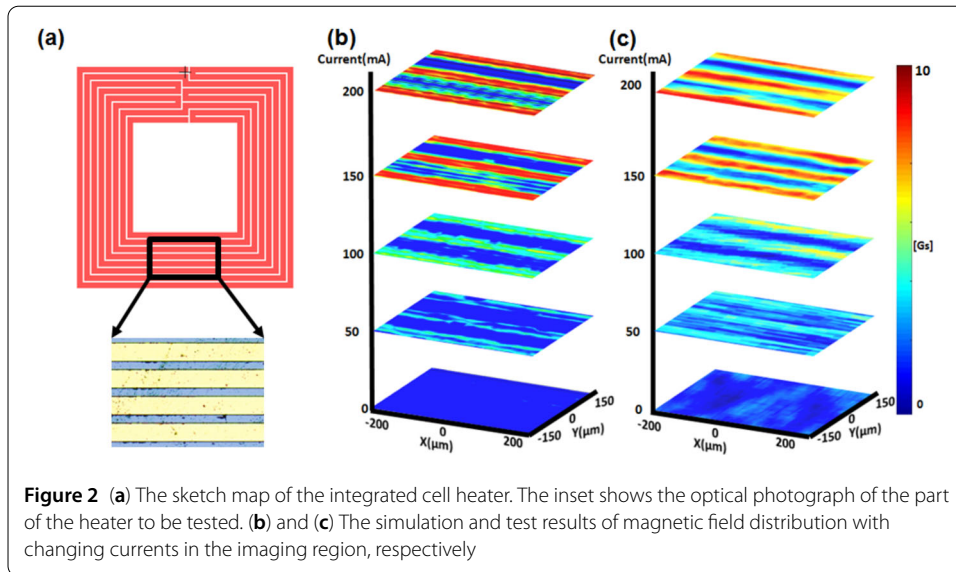 (a)
(b)
(c)
Current(mA)
Current(mA)
200
150
100
50
0
-200
0
200
X(μm)
-150
0
150
Y(μm)
200
150
100
50
0
-200
0
200
X(μm)
-150
0
150
Y(μm)
10
[Gs]
0
Figure 2 (a) The sketch map of the integrated cell heater. The inset shows the optical photograph of the part
of the heater to be tested. (b) and (c) The simulation and test results of magnetic field distribution with
changing currents in the imaging region, respectively